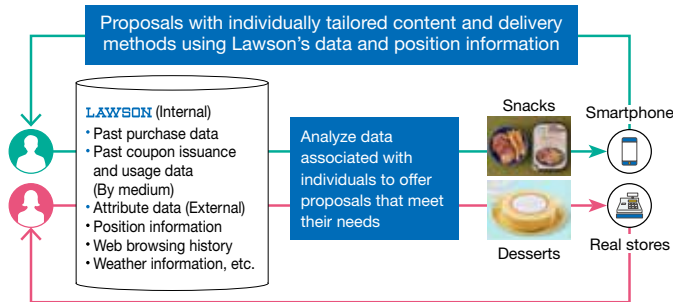 Proposals with individually tailored content and delivery
methods using Lawson's data and position information
LAWSON (Internal)
• Past purchase data
• Past coupon issuance
and usage data
(By medium)
• Attribute data (External)
• Position information
• Web browsing history
• Weather information, etc.
Analyze data
associated with
individuals to offer
proposals that meet
their needs
Snacks
Desserts
Smartphone
Real stores